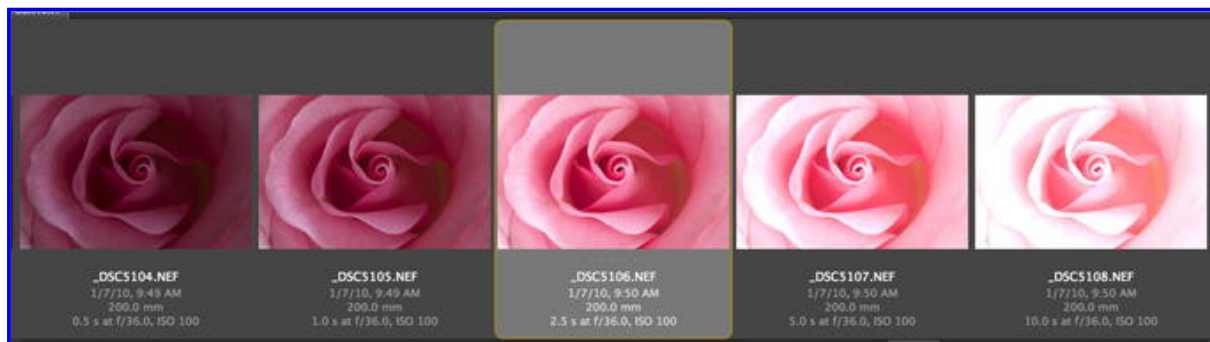 _DSC5104.NEF
1/7/10, 9:49 AM
200.0 mm
0.5 s at f/36.0, ISO 100
_DSC5105.NEF
1/7/10, 9:49 AM
200.0 mm
1.0 s at f/36.0, ISO 100
_DSC5106.NEF
1/7/10, 9:50 AM
200.0 mm
2.5 s at f/36.0, ISO 100
_DSC5107.NEF
1/7/10, 9:50 AM
200.0 mm
5.0 s at f/36.0, ISO 100
_DSC5108.NEF
1/7/10, 9:50 AM
200.0 mm
10.0 s at f/36.0, ISO 100